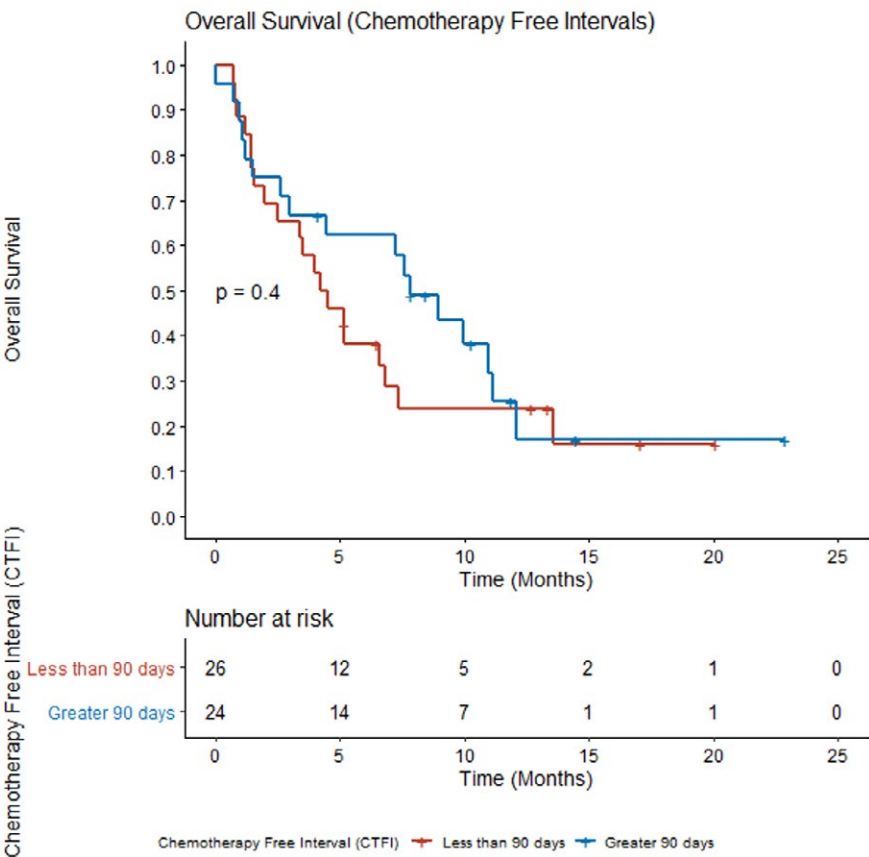 Overall Survival (Chemotherapy Free Intervals)
Overall Survival
1.0
0.9
0.8
0.7
0.6
0.5
0.4
0.3
0.2
0.1
0.0
p = 0.4
0 5 10 15 20 25
Time (Months)
Number at risk
Chemotherapy Free Interval (CTFI)
Less than 90 days 26 12 5 2 1 0
Greater 90 days 24 14 7 1 1 0
0 5 10 15 20 25
Time (Months)
Chemotherapy Free Interval (CTFI) Less than 90 days Greater 90 days